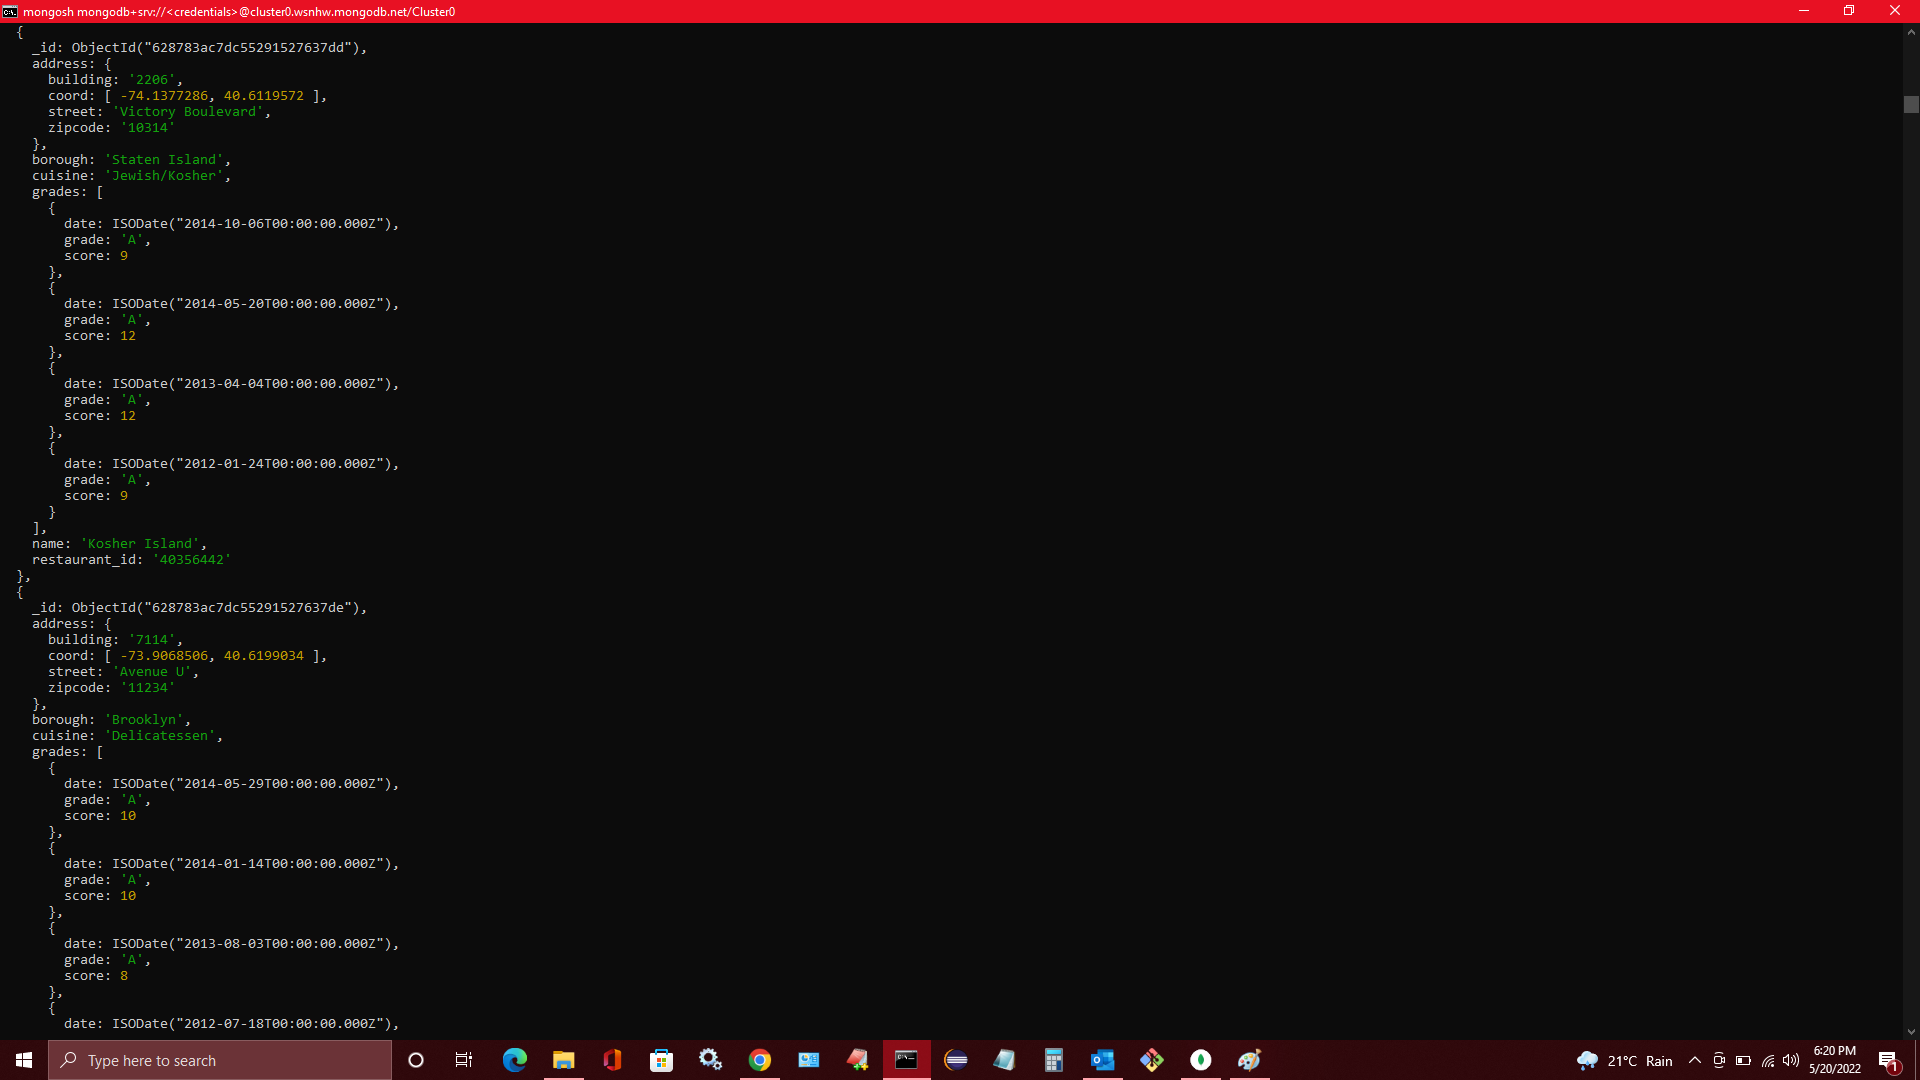 mongosh mongodb+srv://<credentials>@cluster0.wsnhw.mongodb.net/Cluster0
{
_id: ObjectId("628783ac7dc55291527637dd"),
address: {
building: '2206',
coord: [ -74.1377286, 40.6119572 ],
street: 'Victory Boulevard',
zipcode: '10314'
},
borough: 'Staten Island',
cuisine: 'Jewish/Kosher',
grades: [
{
date: ISODate("2014-10-06T00:00:00.000Z"),
grade: 'A',
score: 9
},
{
date: ISODate("2014-05-20T00:00:00.000Z"),
grade: 'A',
score: 12
},
{
date: ISODate("2013-04-04T00:00:00.000Z"),
grade: 'A',
score: 12
},
{
date: ISODate("2012-01-24T00:00:00.000Z"),
grade: 'A',
score: 9
}
],
name: 'Kosher Island',
restaurant_id: '40356442'
},
{
_id: ObjectId("628783ac7dc55291527637de"),
address: {
building: '7114',
coord: [ -73.9068506, 40.6199034 ],
street: 'Avenue U',
zipcode: '11234'
},
borough: 'Brooklyn',
cuisine: 'Delicatessen',
grades: [
{
date: ISODate("2014-05-29T00:00:00.000Z"),
grade: 'A',
score: 10
},
{
date: ISODate("2014-01-14T00:00:00.000Z"),
grade: 'A',
score: 10
},
{
date: ISODate("2013-08-03T00:00:00.000Z"),
grade: 'A',
score: 8
},
{
date: ISODate("2012-07-18T00:00:00.000Z"),
Type here to search
21°C Rain
6:20 PM
5/20/2022
1